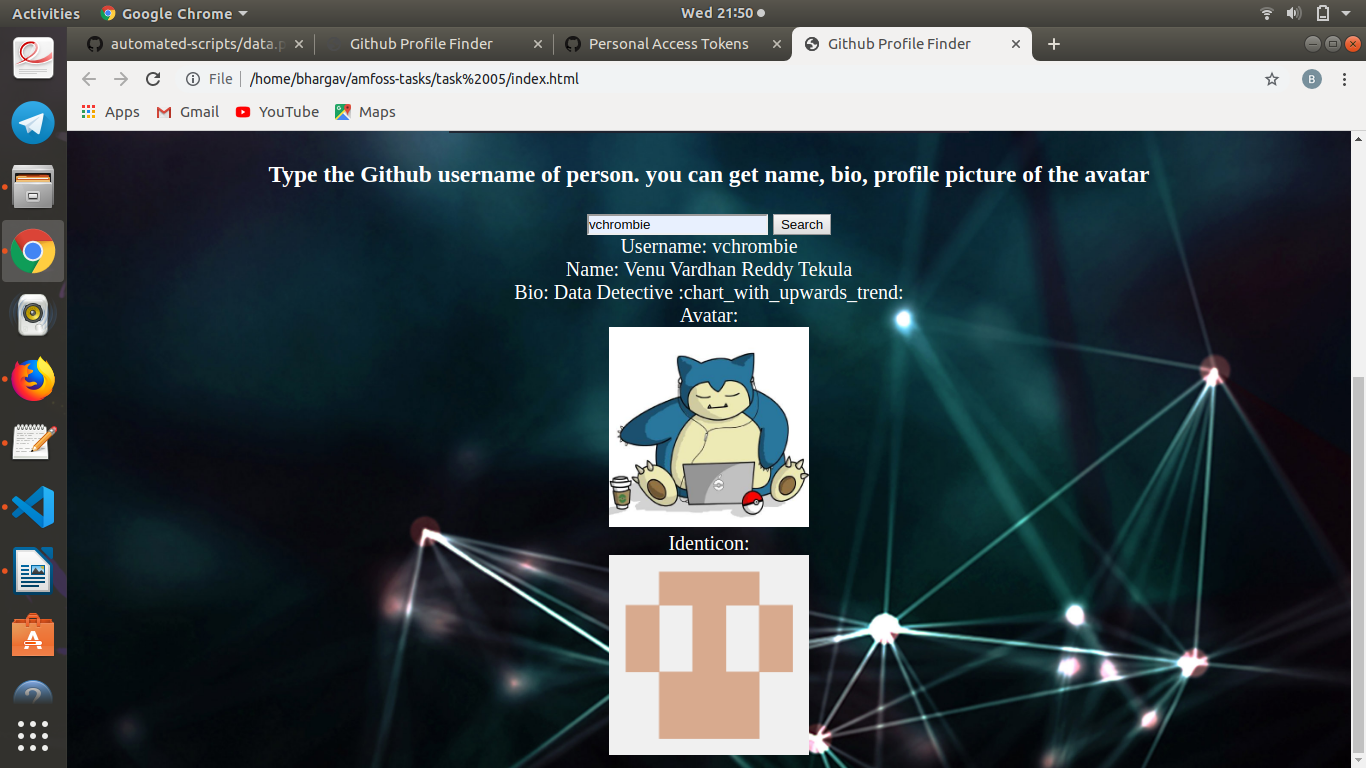 Activities Google Chrome Wed 21:50
automated-scripts/data.p Github Profile Finder Personal Access Tokens Github Profile Finder
File /home/bhargav/amfoss-tasks/task%2005/index.html B
Apps Gmail YouTube Maps
Type the Github username of person. you can get name, bio, profile picture of the avatar
vchrombie Search
Username: vchrombie
Name: Venu Vardhan Reddy Tekula
Bio: Data Detective :chart_with_upwards_trend:
Avatar:
Identicon: